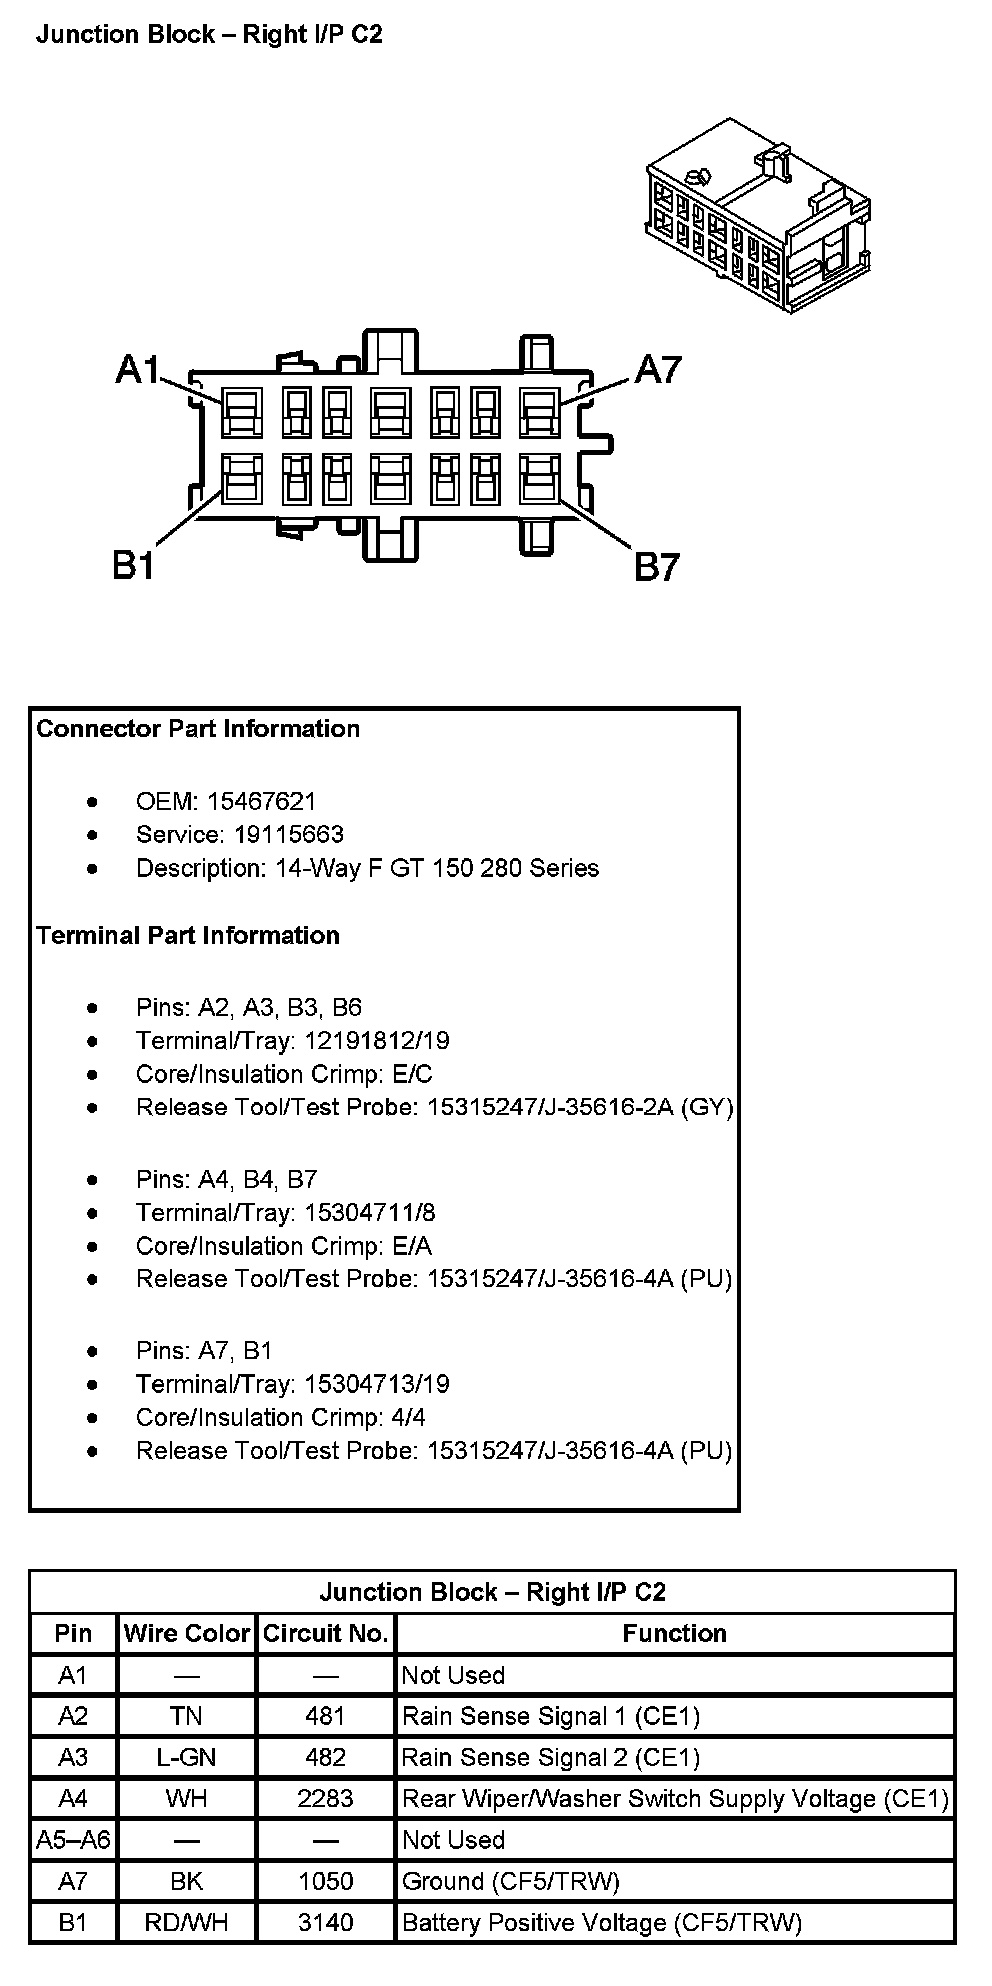 Junction Block – Right I/P C2
A1
A7
B1
B7
Connector Part Information
• OEM: 15467621
• Service: 19115663
• Description: 14-Way F GT 150 280 Series
Terminal Part Information
• Pins: A2, A3, B3, B6
• Terminal/Tray: 12191812/19
• Core/Insulation Crimp: E/C
• Release Tool/Test Probe: 15315247/J-35616-2A (GY)
• Pins: A4, B4, B7
• Terminal/Tray: 15304711/8
• Core/Insulation Crimp: E/A
• Release Tool/Test Probe: 15315247/J-35616-4A (PU)
• Pins: A7, B1
• Terminal/Tray: 15304713/19
• Core/Insulation Crimp: 4/4
• Release Tool/Test Probe: 15315247/J-35616-4A (PU)
Junction Block – Right I/P C2
Pin Wire Color Circuit No. Function
A1 — — Not Used
A2 TN 481 Rain Sense Signal 1 (CE1)
A3 L-GN 482 Rain Sense Signal 2 (CE1)
A4 WH 2283 Rear Wiper/Washer Switch Supply Voltage (CE1)
A5–A6 — — Not Used
A7 BK 1050 Ground (CF5/TRW)
B1 RD/WH 3140 Battery Positive Voltage (CF5/TRW)